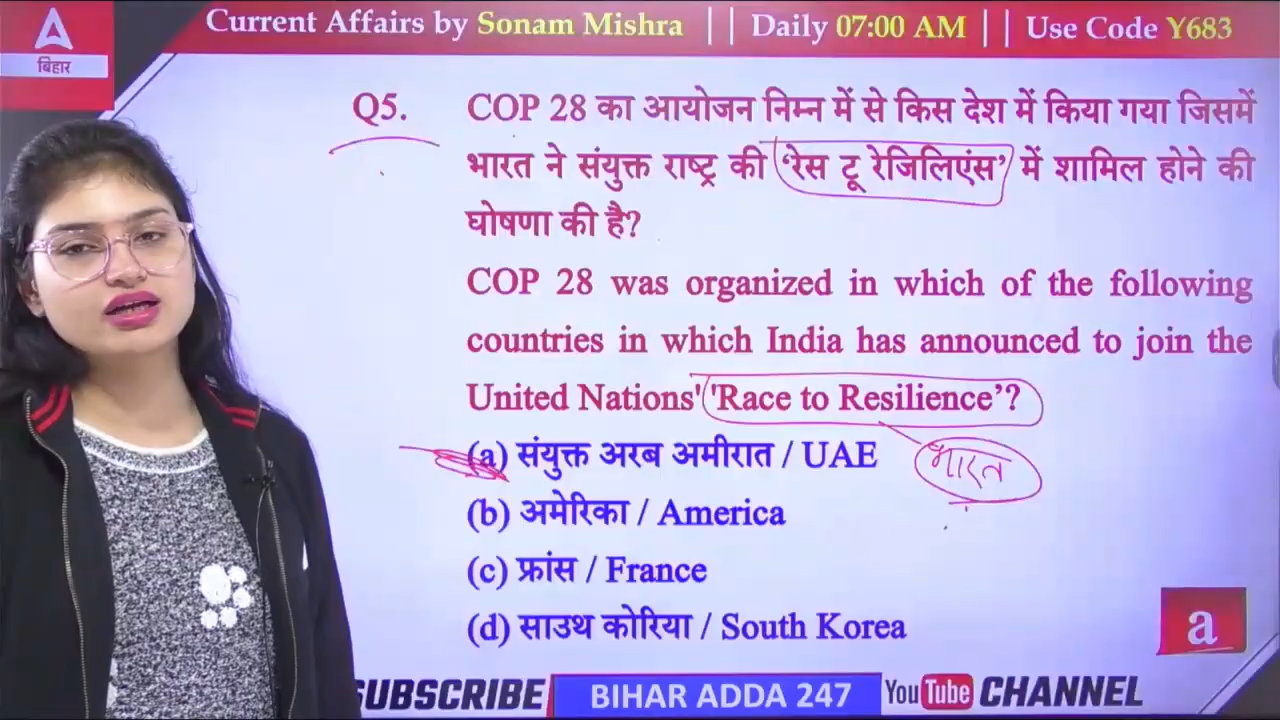 Current Affairs by Sonam Mishra || Daily 07:00 AM || Use Code Y683
A
बिहार
Q5. COP 28 का आयोजन निम्न में से किस देश में किया गया जिसमें
भारत ने संयुक्त राष्ट्र की 'रेस टू रेजिलिएंस' में शामिल होने की
घोषणा की है?
COP 28 was organized in which of the following
countries in which India has announced to join the
United Nations' 'Race to Resilience'?
(a) संयुक्त अरब अमीरात / UAE
भारत
(b) अमेरिका / America
(c) फ्रांस / France
(d) साउथ कोरिया / South Korea
a
SUBSCRIBE BIHAR ADDA 247 YouTube CHANNEL